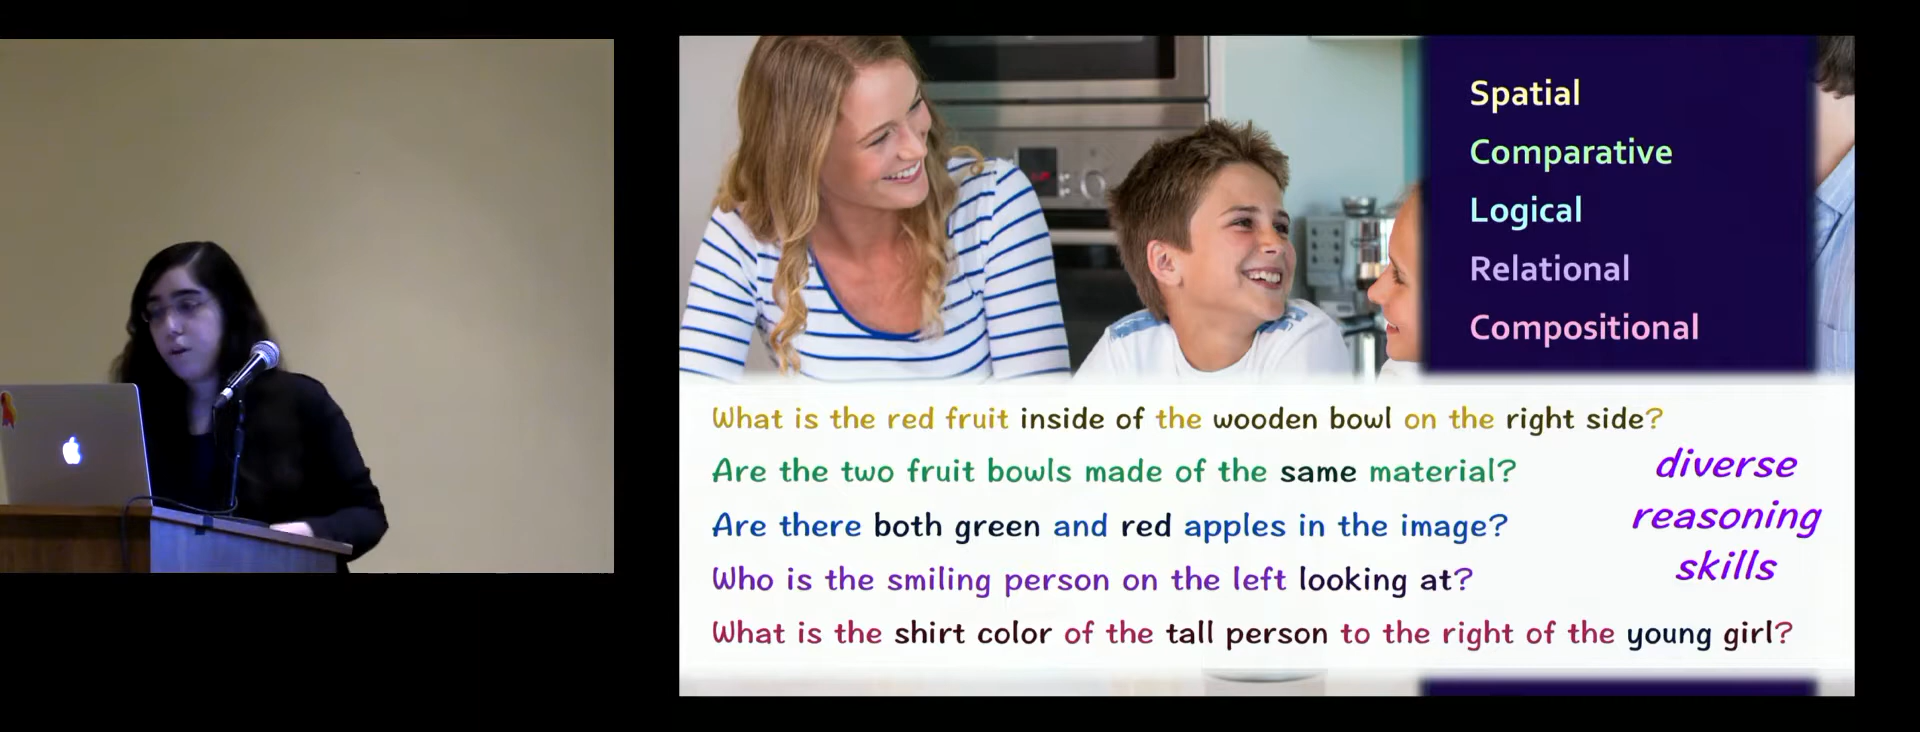 Spatial
Comparative
Logical
Relational
Compositional
What is the red fruit inside of the wooden bowl on the right side?
Are the two fruit bowls made of the same material?
Are there both green and red apples in the image?
Who is the smiling person on the left looking at?
What is the shirt color of the tall person to the right of the young girl?
diverse
reasoning
skills